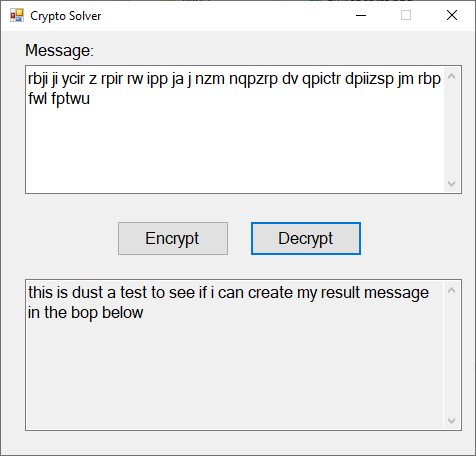 Crypto Solver
Message:
rbji ji ycir z rpir rw ipp ja j nzm nqpzrp dv qpictr dpiizsp jm rbp
fwl fptwu
Encrypt
Decrypt
this is dust a test to see if i can create my result message
in the bop below